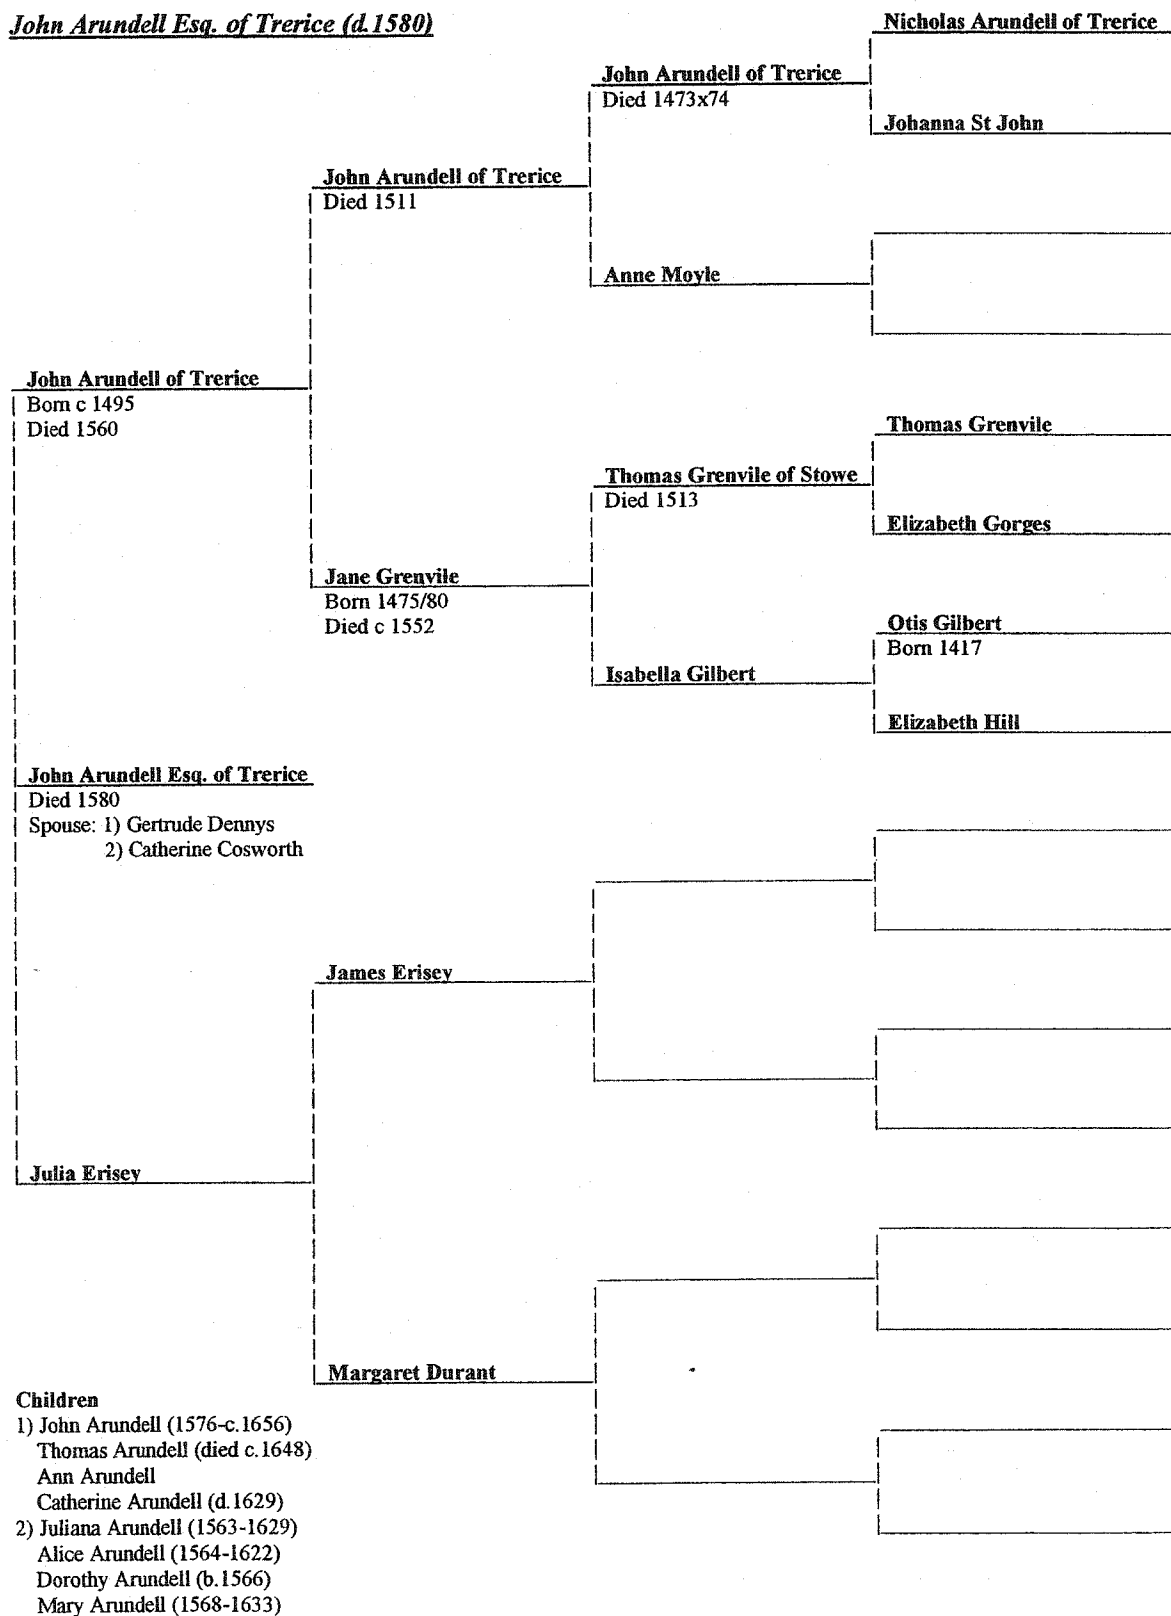 John Arundell Esq. of Trerice (d.1580)
Nicholas Arundell of Trerice
John Arundell of Trerice
Died 1473x74
Johanna St John
John Arundell of Trerice
Died 1511
Anne Moyle
John Arundell of Trerice
Born c 1495
Died 1560
Thomas Grenvile
Thomas Grenvile of Stowe
Died 1513
Elizabeth Gorges
Jane Grenvile
Born 1475/80
Died c 1552
Otis Gilbert
Born 1417
Isabella Gilbert
Elizabeth Hill
John Arundell Esq. of Trerice
Died 1580
Spouse: 1) Gertrude Dennys
2) Catherine Cosworth
James Erisey
Julia Erisey
Margaret Durant
Children
1) John Arundell (1576-c.1656)
Thomas Arundell (died c.1648)
Ann Arundell
Catherine Arundell (d.1629)
2) Juliana Arundell (1563-1629)
Alice Arundell (1564-1622)
Dorothy Arundell (b.1566)
Mary Arundell (1568-1633)